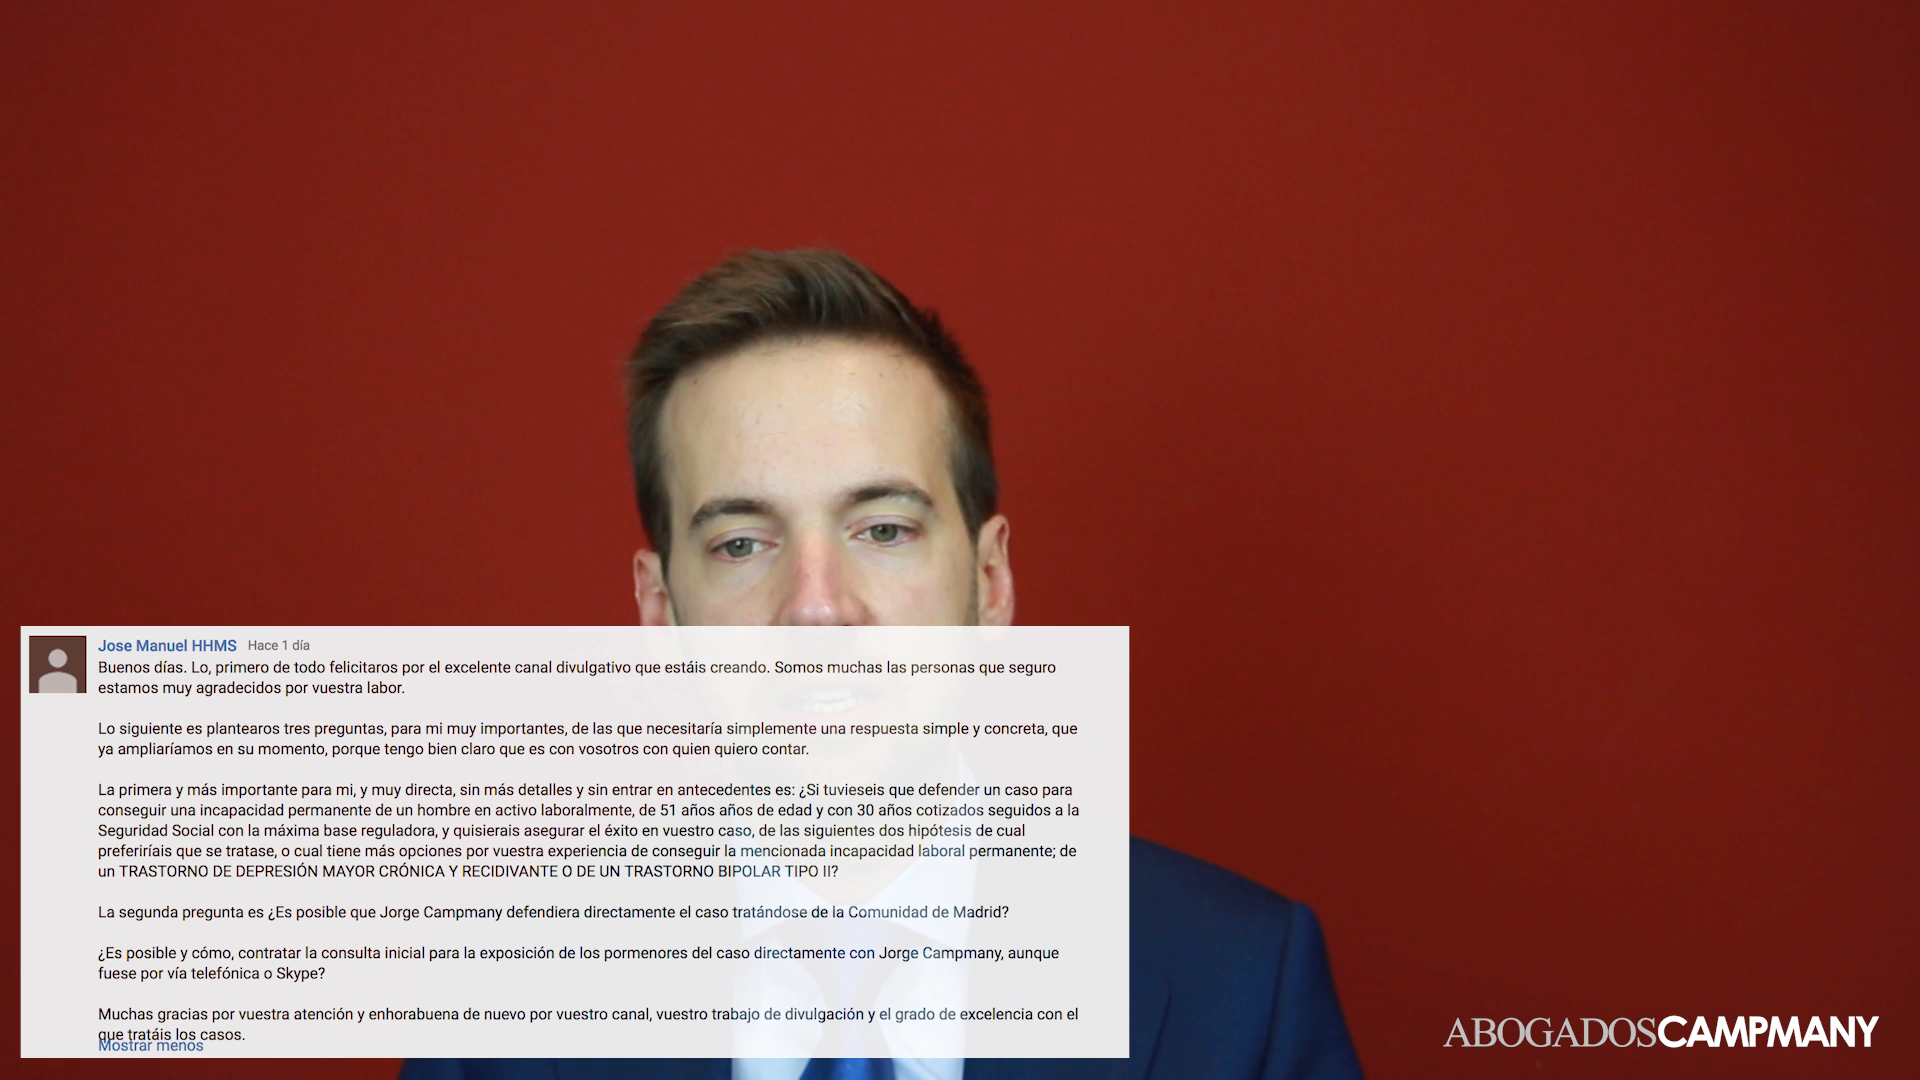 Jose Manuel HHMS Hace 1 día
Buenos días. Lo, primero de todo felicitaros por el excelente canal divulgativo que estáis creando. Somos muchas las personas que seguro
estamos muy agradecidos por vuestra labor.
Lo siguiente es plantearos tres preguntas, para mi muy importantes, de las que necesitaría simplemente una respuesta simple y concreta, que
ya ampliaríamos en su momento, porque tengo bien claro que es con vosotros con quien quiero contar.
La primera y más importante para mi, y muy directa, sin más detalles y sin entrar en antecedentes es: ¿Si tuvieseis que defender un caso para
conseguir una incapacidad permanente de un hombre en activo laboralmente, de 51 años años de edad y con 30 años cotizados seguidos a la
Seguridad Social con la máxima base reguladora, y quisierais asegurar el éxito en vuestro caso, de las siguientes dos hipótesis de cual
preferiríais que se tratase, o cual tiene más opciones por vuestra experiencia de conseguir la mencionada incapacidad laboral permanente; de
un TRASTORNO DE DEPRESIÓN MAYOR CRÓNICA Y RECIDIVANTE O DE UN TRASTORNO BIPOLAR TIPO II?
La segunda pregunta es ¿Es posible que Jorge Campmany defendiera directamente el caso tratándose de la Comunidad de Madrid?
¿Es posible y cómo, contratar la consulta inicial para la exposición de los pormenores del caso directamente con Jorge Campmany, aunque
fuese por vía telefónica o Skype?
Muchas gracias por vuestra atención y enhorabuena de nuevo por vuestro canal, vuestro trabajo de divulgación y el grado de excelencia con el
que tratáis los casos.
Mostrar menos
ABOGADOSCAMPMANY